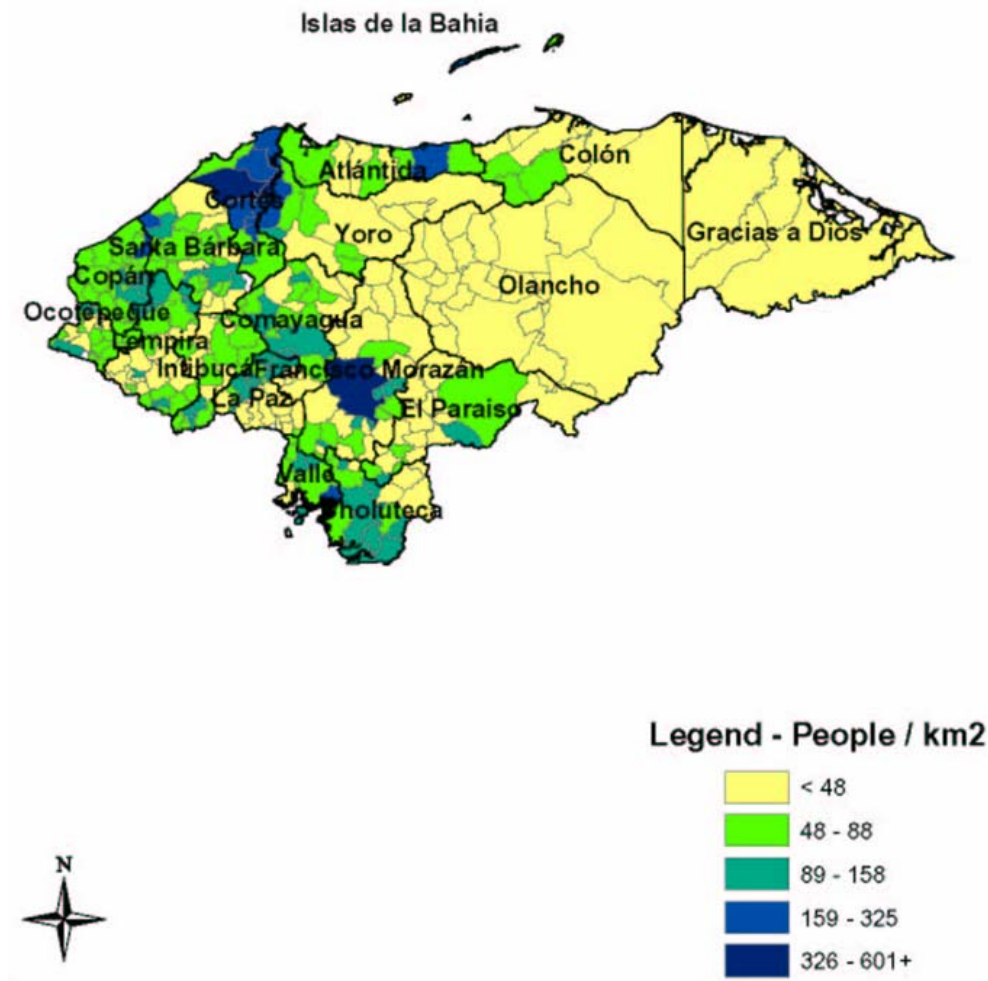 Islas de la Bahia
Colón
Atlántida
Cortés
Yoro
Gracias a Dios
Santa Bárbara
Copán
Olancho
Ocotepeque
Comayagua
Lempira
Intibucá
Francisco Morazán
La Paz
El Paraiso
Valle
Choluteca
Legend - People / km2
< 48
48 - 88
89 - 158
159 - 325
326 - 601+
N